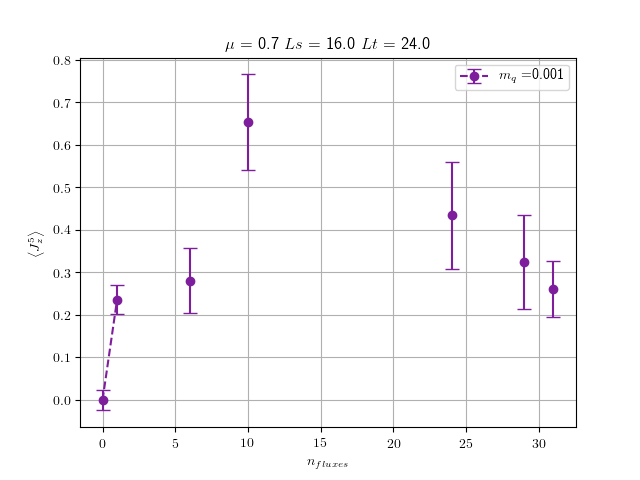 μ = 0.7 Ls = 16.0 Lt = 24.0
m_q =0.001
⟨J_z^5⟩
0.8
0.7
0.6
0.5
0.4
0.3
0.2
0.1
0.0
0 5 10 15 20 25 30
n_{fluxes}